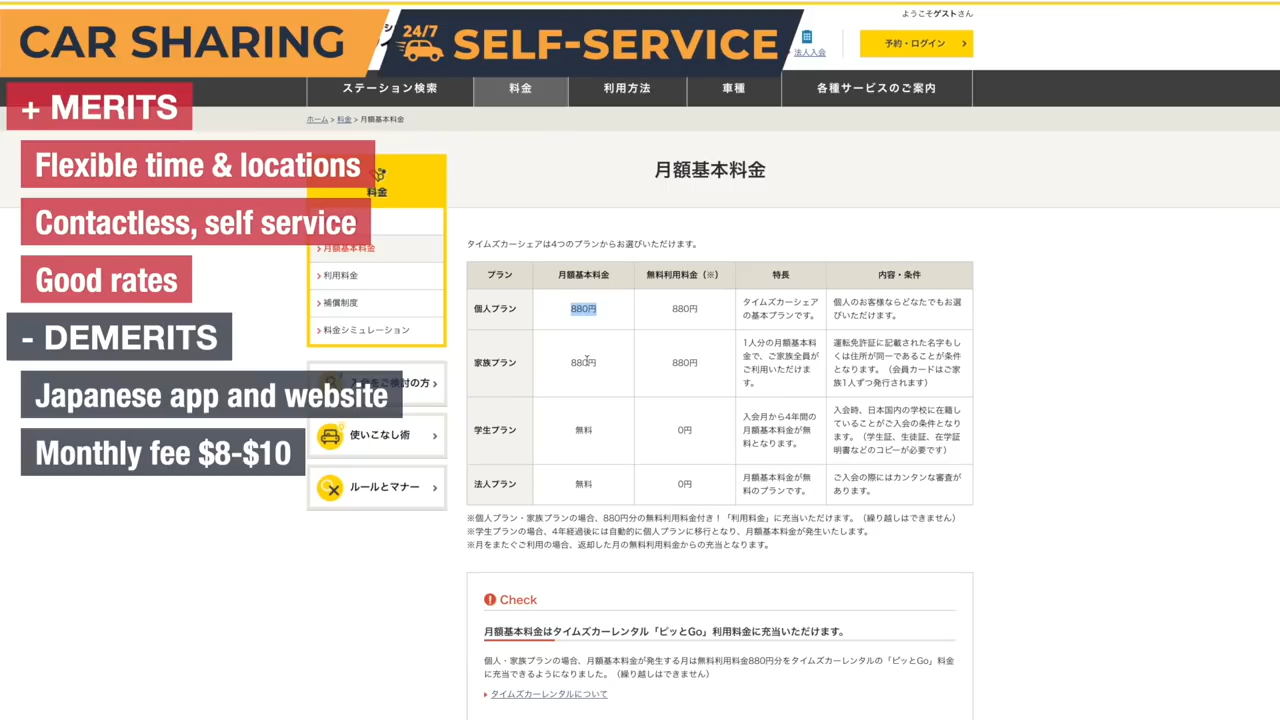 CAR SHARING
24/7
SELF-SERVICE
ようこそゲストさん
法人入会
予約・ログイン
ステーション検索
料金
利用方法
車種
各種サービスのご案内
+ MERITS
Flexible time & locations
Contactless, self service
Good rates
- DEMERITS
Japanese app and website
Monthly fee $8-$10
ホーム > 料金 > 月額基本料金
料金
月額基本料金
利用料金
補償制度
料金シミュレーション
入会をご検討の方
使いこなし術
ルールとマナー
月額基本料金
タイムズカーシェアは4つのプランからお選びいただけます。
プラン 月額基本料金 無料利用料金（※） 特長 内容・条件
個人プラン 880円 880円
タイムズカーシェア
の基本プランです。
個人のお客様ならどなたでもお選
びいただけます。
家族プラン 880円 880円
1人分の月額基本料
金で、ご家族全員が
ご利用いただけま
す。
運転免許証に記載された名字もし
くは住所が同一であることが条件
となります。（会員カードはご家
族1人ずつ発行されます）
学生プラン 無料 0円
入会月から4年間の
月額基本料金が無
料となります。
入会時、日本国内の学校に在籍し
ていることがご入会の条件となり
ます。（学生証、生徒証、在学証
明書などのコピーが必要です）
法人プラン 無料 0円
月額基本料金が無
料のプランです。
ご入会の際にはカンタンな審査が
あります。
※個人プラン・家族プランの場合、880円分の無料利用料金付き！「利用料金」に充当いただけます。（繰り越しはできません）
※学生プランの場合、4年経過後には自動的に個人プランに移行となり、月額基本料金が発生いたします。
※月をまたぐご利用の場合、返却した月の無料利用料金からの充当となります。
Check
月額基本料金はタイムズカーレンタル「ピッとGo」利用料金に充当いただけます。
個人・家族プランの場合、月額基本料金が発生する月は無料利用料金880円分をタイムズカーレンタルの「ピッとGo」料金
に充当できるようになりました。（繰り越しはできません）
タイムズカーレンタルについて